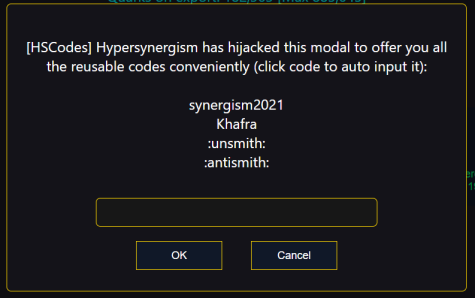 [HSCodes] Hypersynergism has hijacked this modal to offer you all
the reusable codes conveniently (click code to auto input it):
synergism2021
Khafra
:unsmith:
:antismith:
OK
Cancel